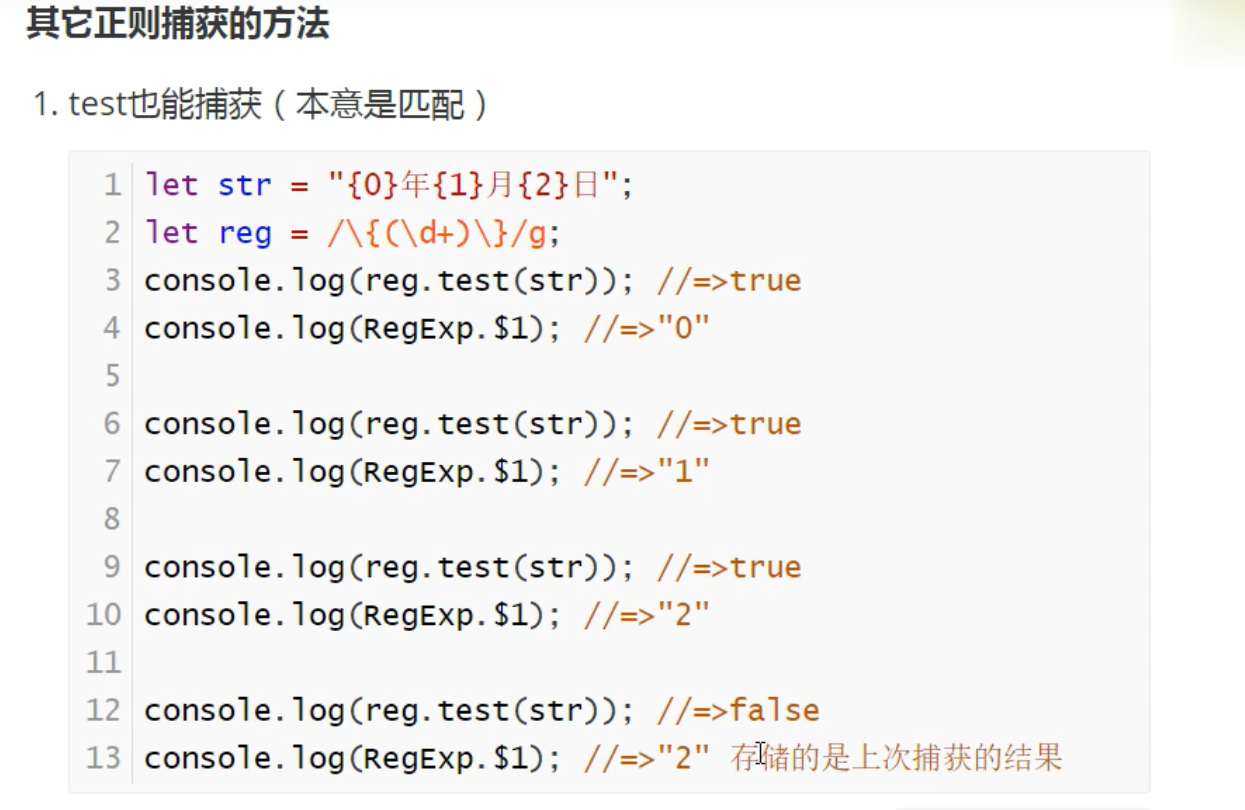 其它正则捕获的方法
1. test也能捕获（本意是匹配）
1 let str = "{0}年{1}月{2}日";
2 let reg = /\{(\d+)\}/g;
3 console.log(reg.test(str)); //=>true
4 console.log(RegExp.$1); //=>"0"
5
6 console.log(reg.test(str)); //=>true
7 console.log(RegExp.$1); //=>"1"
8
9 console.log(reg.test(str)); //=>true
10 console.log(RegExp.$1); //=>"2"
11
12 console.log(reg.test(str)); //=>false
13 console.log(RegExp.$1); //=>"2" 存储的是上次捕获的结果